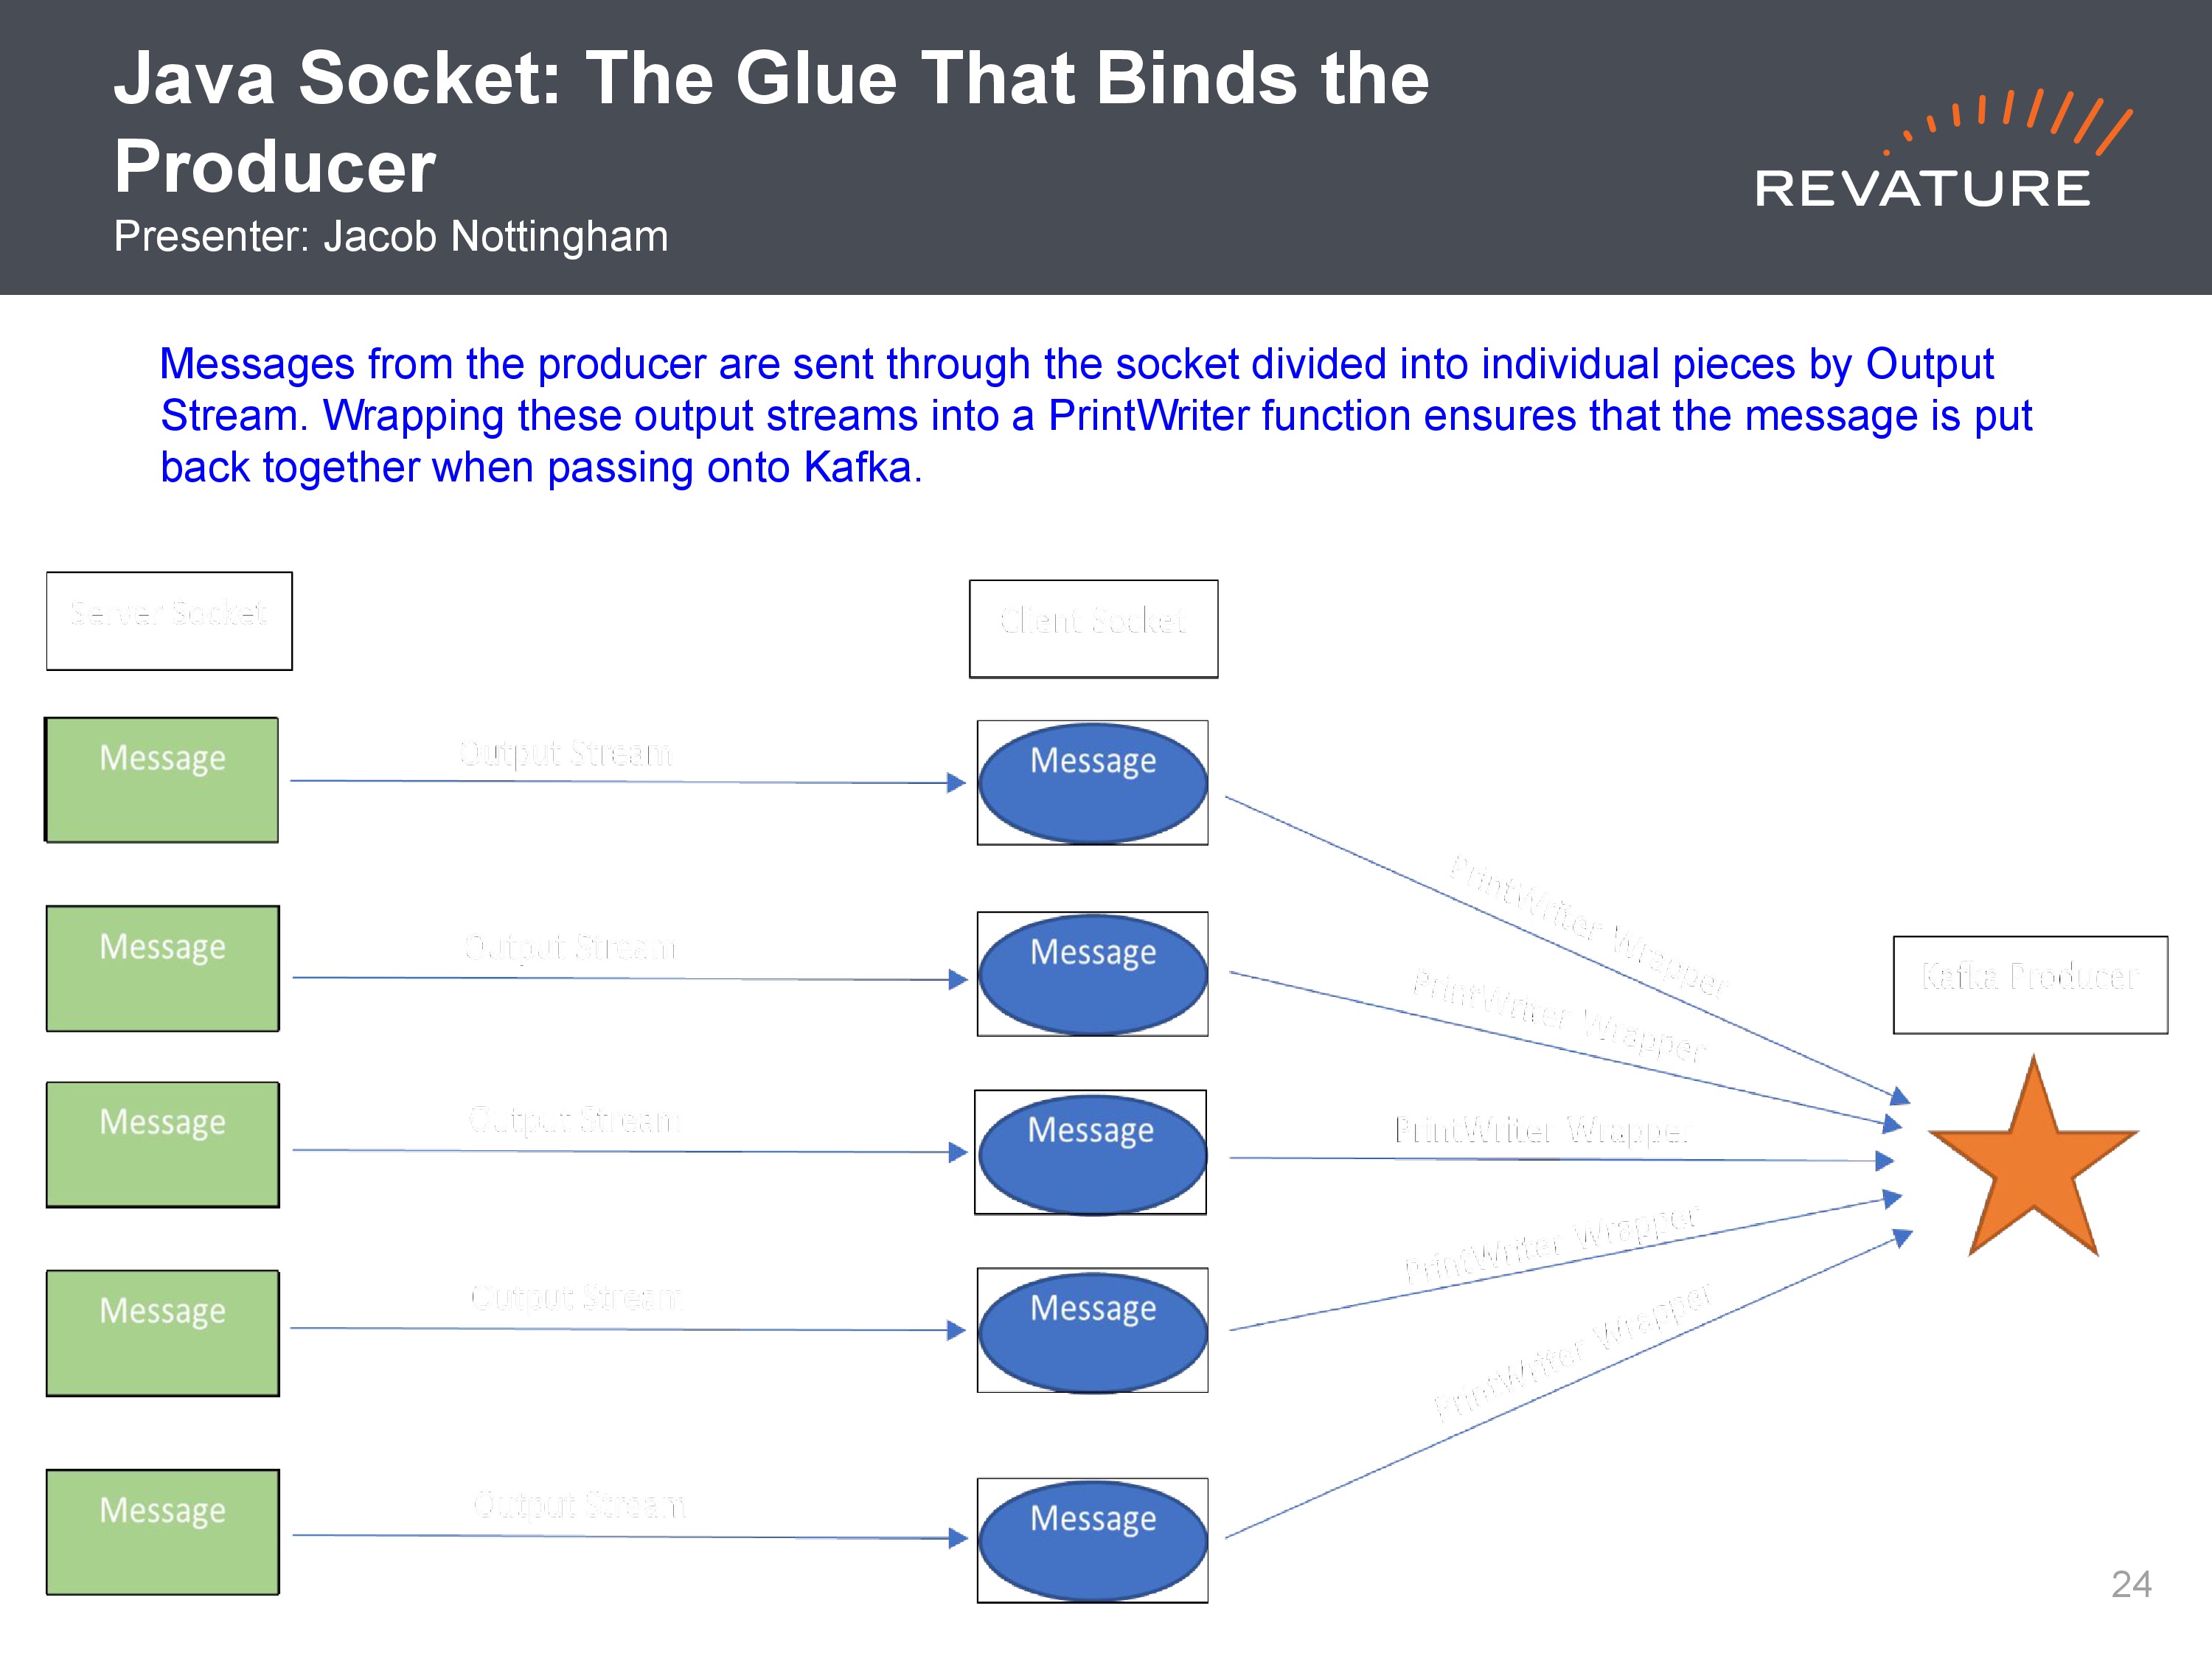 Java Socket: The Glue That Binds the
Producer
Presenter: Jacob Nottingham
REVATURE
Messages from the producer are sent through the socket divided into individual pieces by Output
Stream. Wrapping these output streams into a PrintWriter function ensures that the message is put
back together when passing onto Kafka.
Server Socket
Client Socket
Message
Output Stream
Message
PrintWriter Wrapper
Message
Output Stream
Message
PrintWriter Wrapper
Kafka Producer
Message
Output Stream
Message
PrintWriter Wrapper
Message
Output Stream
Message
PrintWriter Wrapper
Message
Output Stream
Message
PrintWriter Wrapper
24